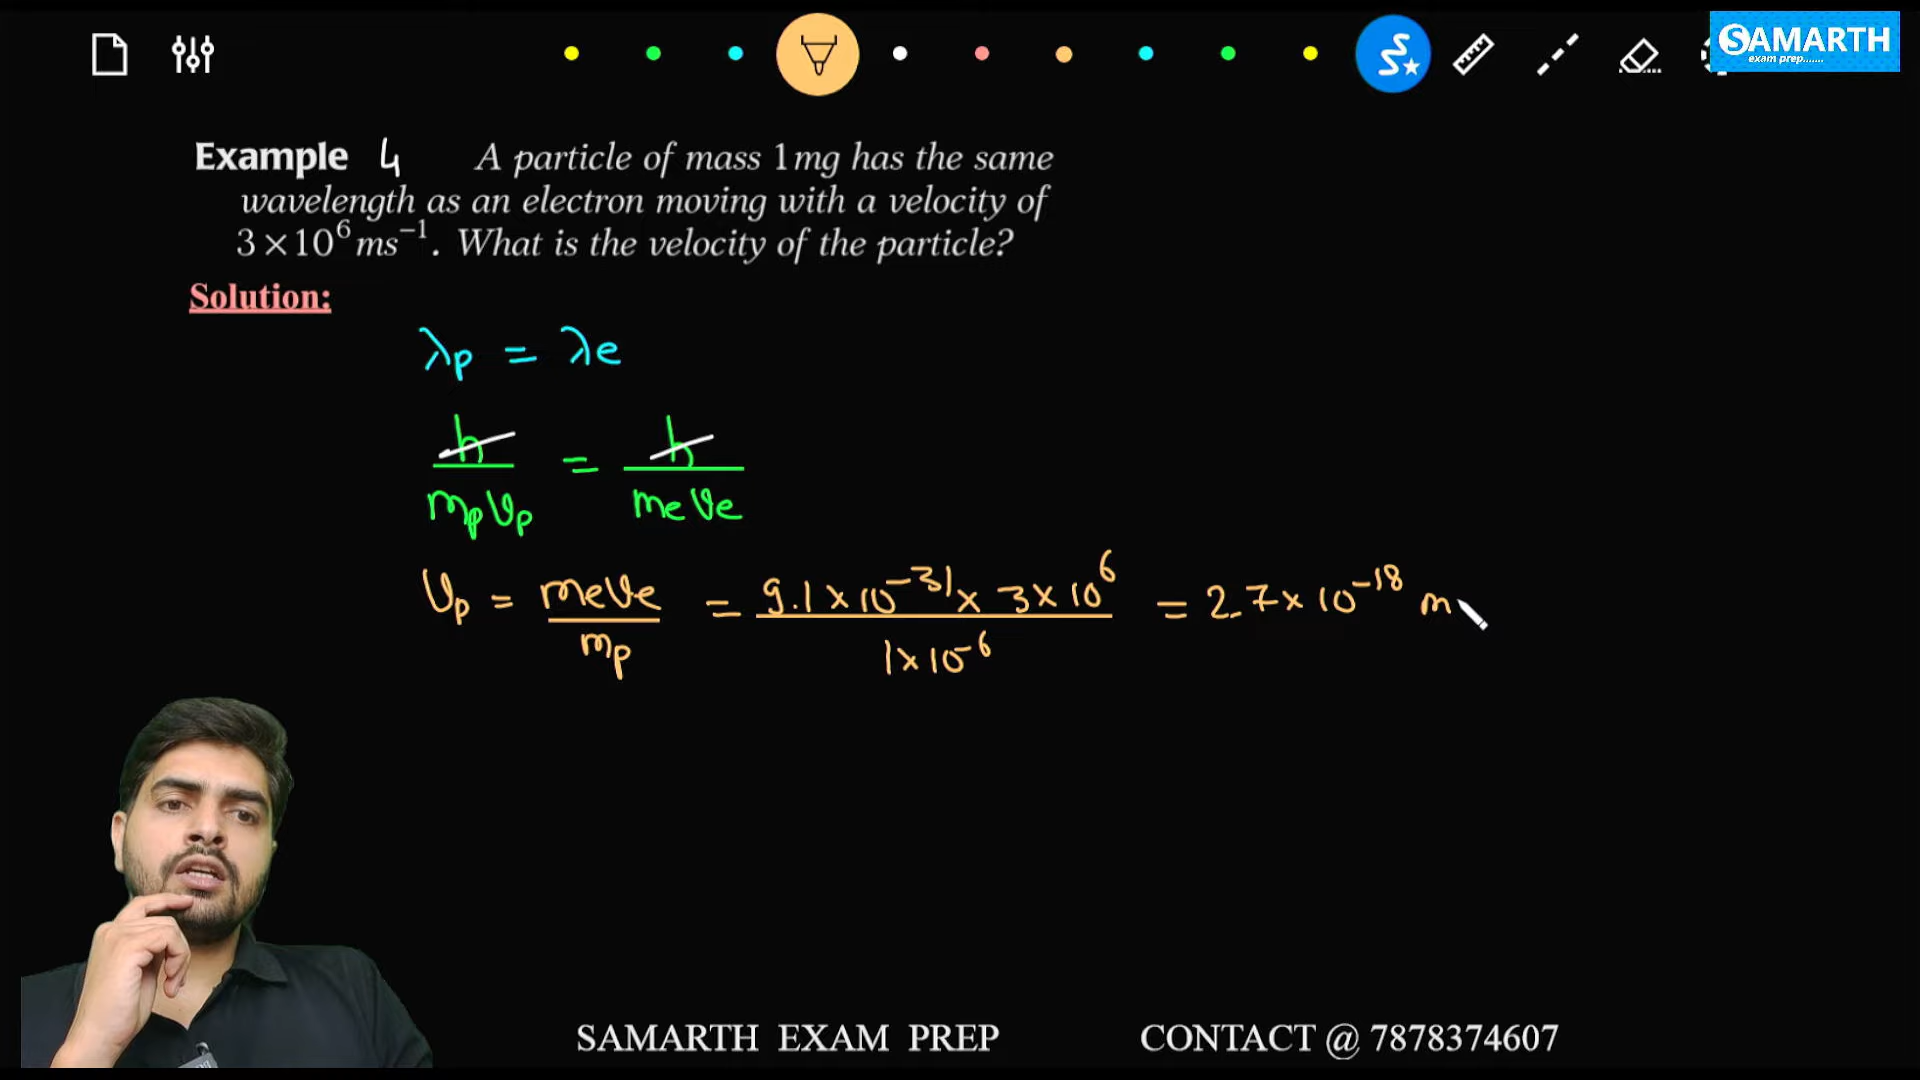 SAMARTH
exam prep......
Example 4 A particle of mass 1mg has the same
wavelength as an electron moving with a velocity of
3×10⁶ ms⁻¹. What is the velocity of the particle?
Solution:
λp = λe
h/mpvp = h/meve
vp = meve/mp = 9.1×10⁻³¹×3×10⁶/1×10⁻⁶ = 2.7×10⁻¹⁸ m
SAMARTH EXAM PREP CONTACT @ 7878374607